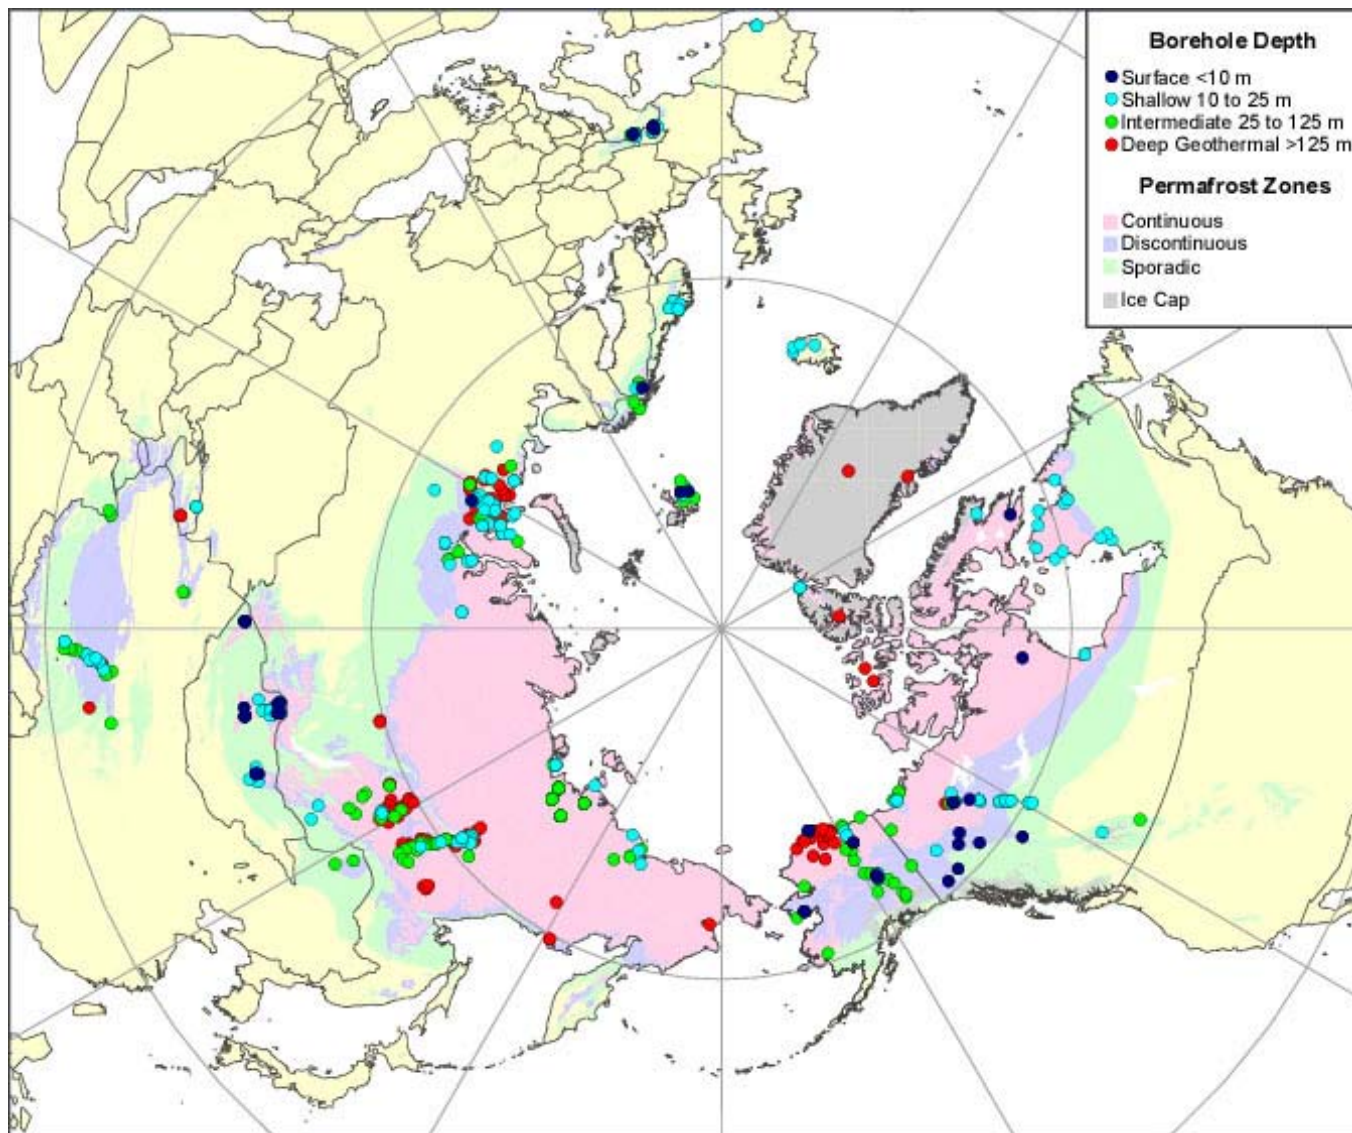 Borehole Depth
Surface <10 m
Shallow 10 to 25 m
Intermediate 25 to 125 m
Deep Geothermal >125 m
Permafrost Zones
Continuous
Discontinuous
Sporadic
Ice Cap